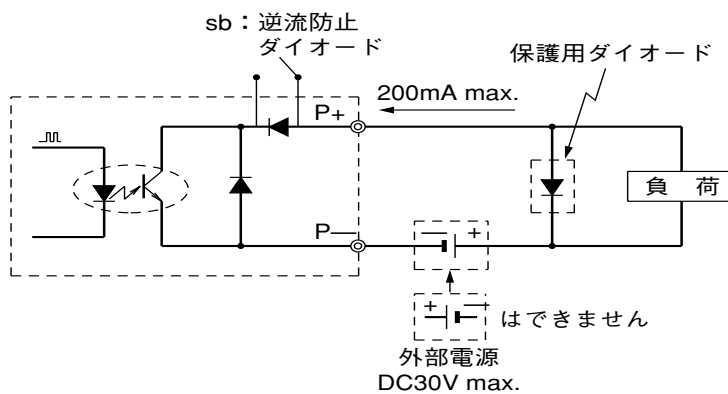 sb：逆流防止
ダイオード
保護用ダイオード
200mA max.
P+
負 荷
P—
— +
+ —
はできません
外部電源
DC30V max.